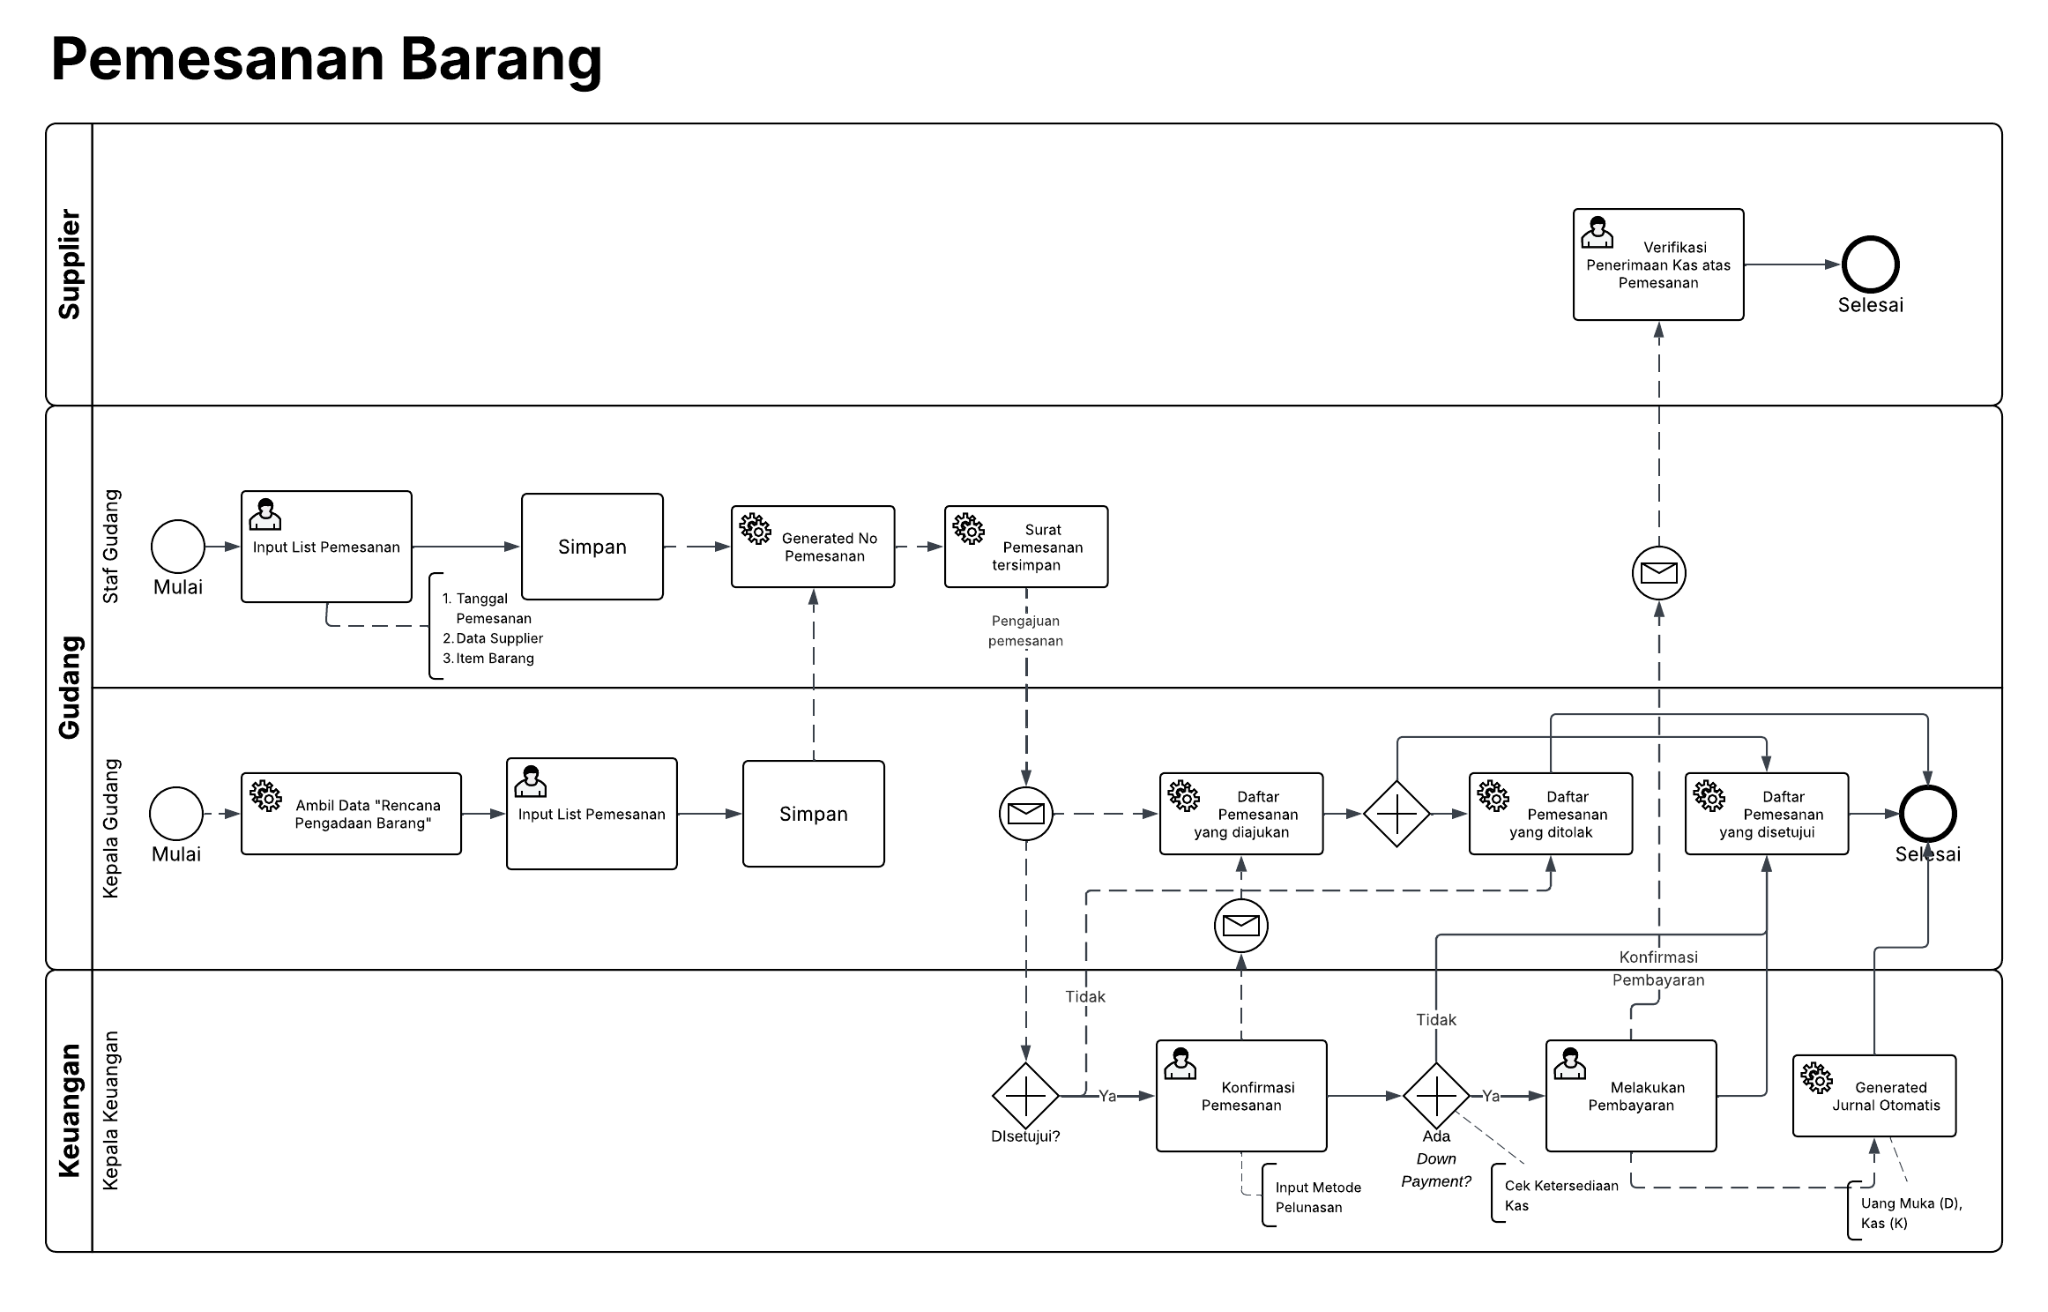 Pemesanan Barang
Supplier
Verifikasi
Penerimaan Kas atas
Pemesanan
Selesai
Gudang
Staf Gudang
Mulai
Input List Pemesanan
1. Tanggal
Pemesanan
2. Data Supplier
3. Item Barang
Simpan
Generated No
Pemesanan
Surat
Pemesanan
tersimpan
Pengajuan
pemesanan
Kepala Gudang
Mulai
Ambil Data "Rencana
Pengadaan Barang"
Input List Pemesanan
Simpan
Daftar
Pemesanan
yang diajukan
Daftar
Pemesanan
yang ditolak
Daftar
Pemesanan
yang disetujui
Selesai
Konfirmasi
Pembayaran
Keuangan
Kepala Keuangan
DIsetujui?
Tidak
Ya
Konfirmasi
Pemesanan
Input Metode
Pelunasan
Tidak
Ada
Down
Payment?
Ya
Cek Ketersediaan
Kas
Melakukan
Pembayaran
Generated
Jurnal Otomatis
Uang Muka (D),
Kas (K)